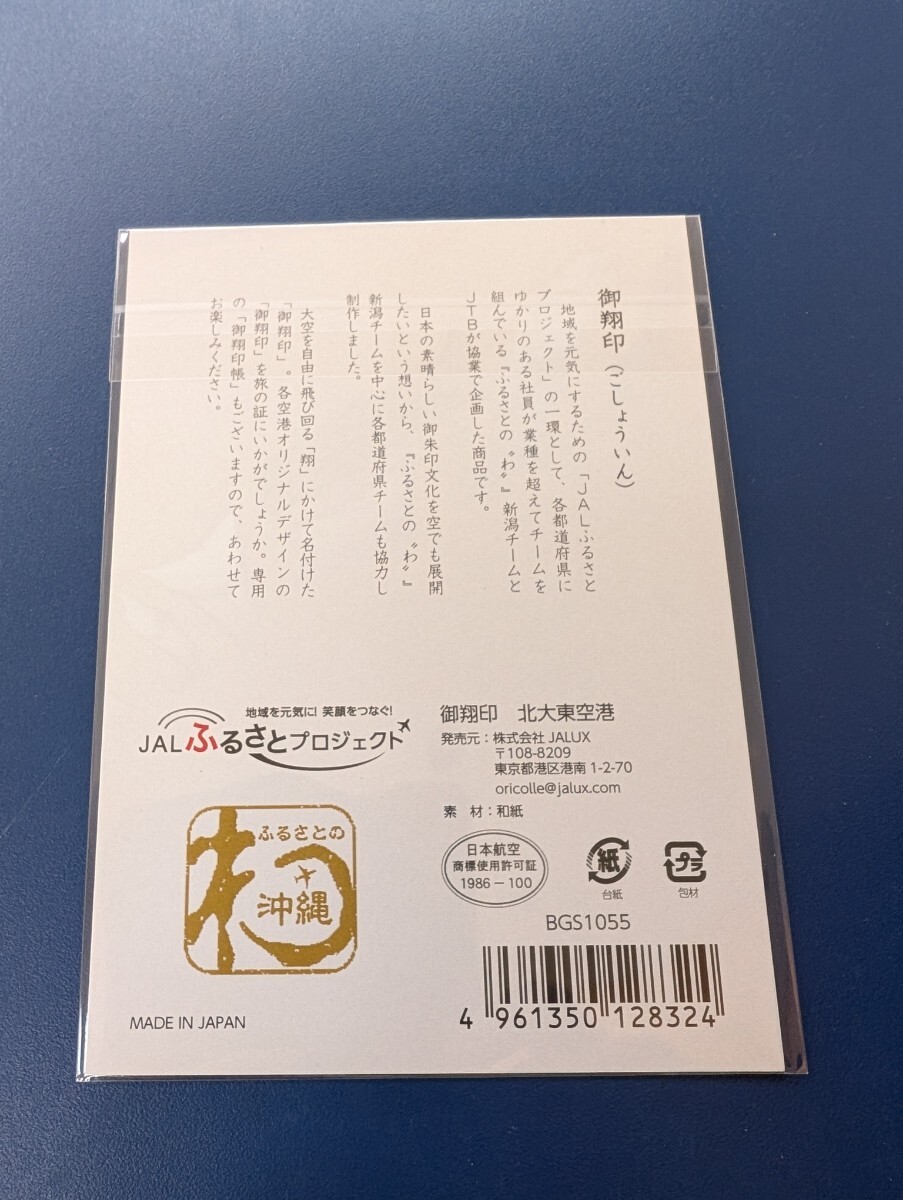 御翔印(ごしょういん)
地域を元気にするための「JALふるさと
プロジェクト」の一環として、各都道府県に
ゆかりのある社員が業種を超えてチームを
組んでいる『ふるさとの〝わ〟』新潟チームと
JTBが協業で企画した商品です。
日本の素晴らしい御朱印文化を空でも展開
したいという想いから、『ふるさとの〝わ〟』
新潟チームを中心に各都道府県チームも協力し
制作しました。
大空を自由に飛び回る「翔」にかけて名付けた
「御翔印」。各空港オリジナルデザインの
「御翔印」を旅の証にいかがでしょうか。専用
の「御翔印帳」もございますので、あわせて
お楽しみください。
地域を元気に! 笑顔をつなぐ!
JALふるさとプロジェクト
ふるさとの
わ
沖縄
MADE IN JAPAN
御翔印 北大東空港
発売元:株式会社 JALUX
〒108-8209
東京都港区港南 1-2-70
oricolle@jalux.com
素 材:和紙
日本航空
商標使用許可証
1986-100
紙
台紙
プラ
包材
BGS1055
4 961350 128324